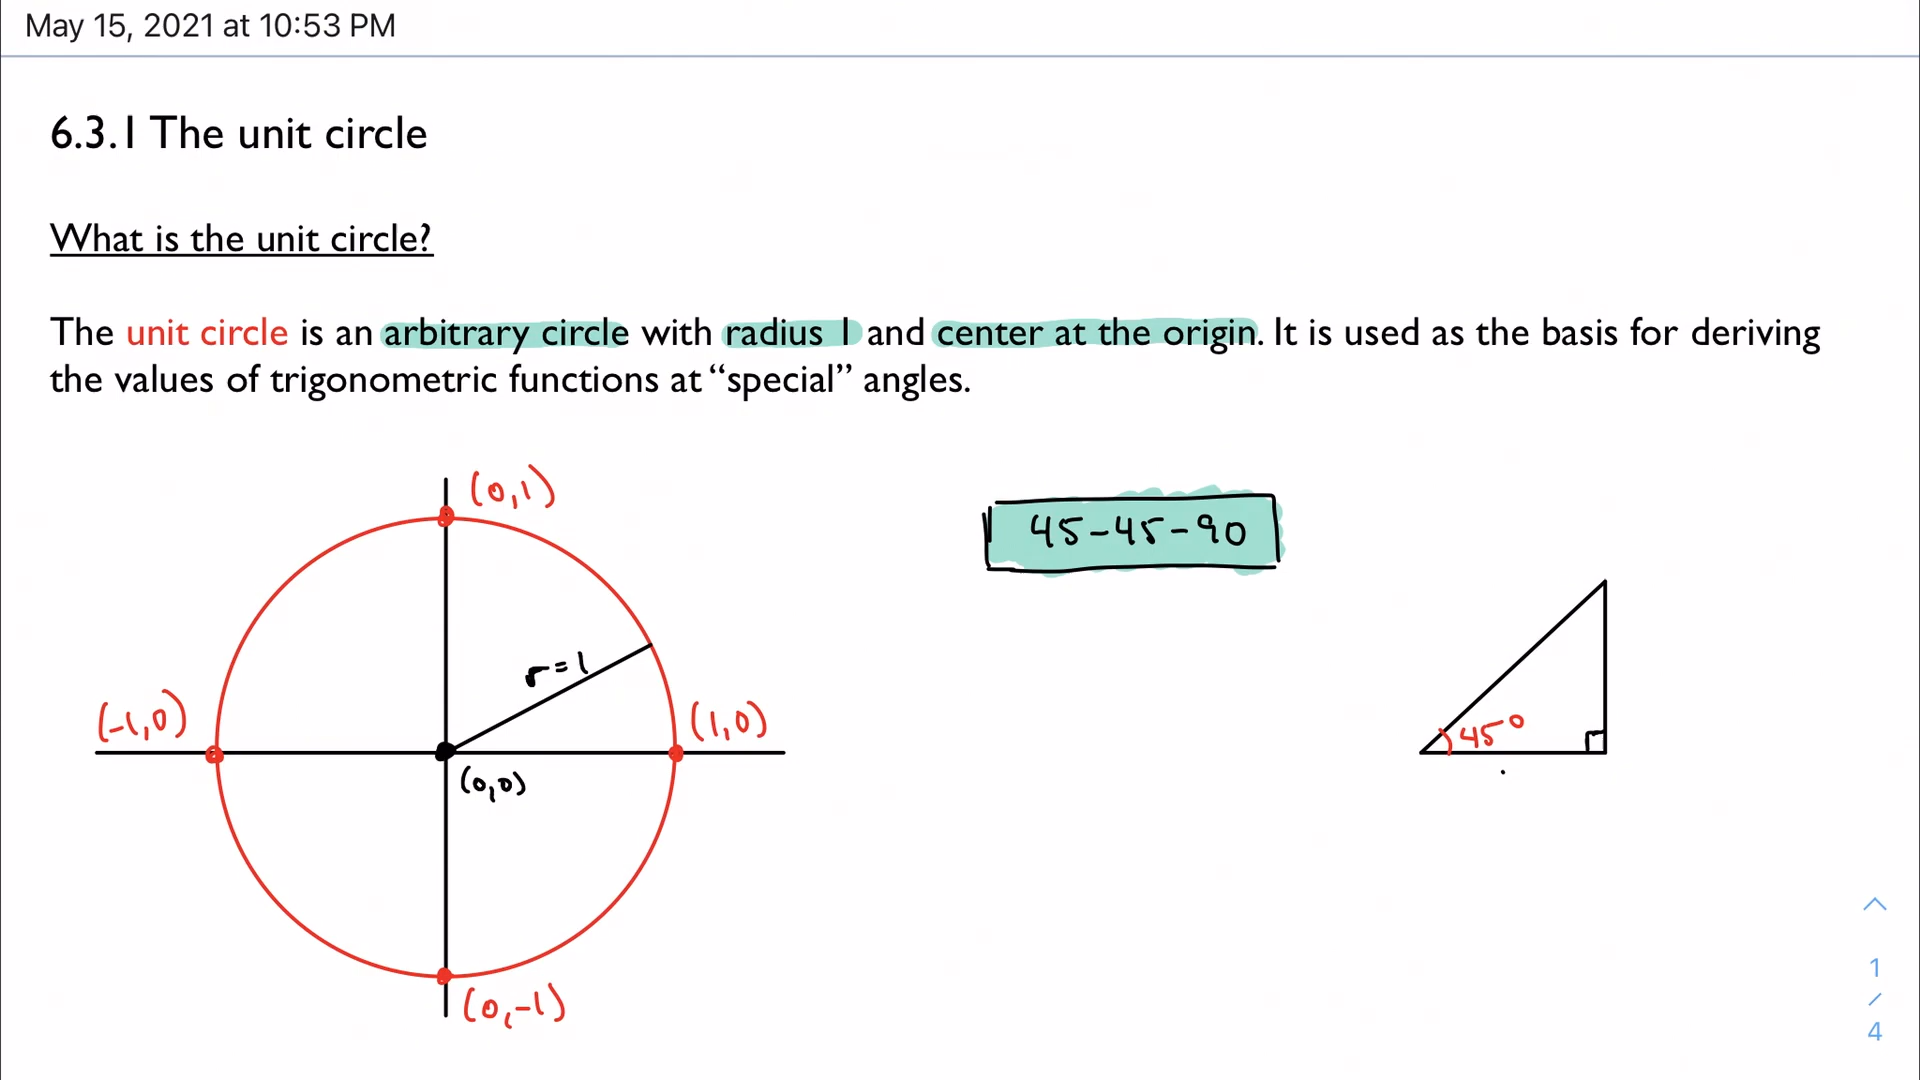 May 15, 2021 at 10:53 PM
6.3.1 The unit circle
What is the unit circle?
The unit circle is an arbitrary circle with radius 1 and center at the origin. It is used as the basis for deriving
the values of trigonometric functions at “special” angles.
(0,1)
45-45-90
r=1
(-1,0)
(1,0)
45°
(0,0)
(0,-1)
1
/
4